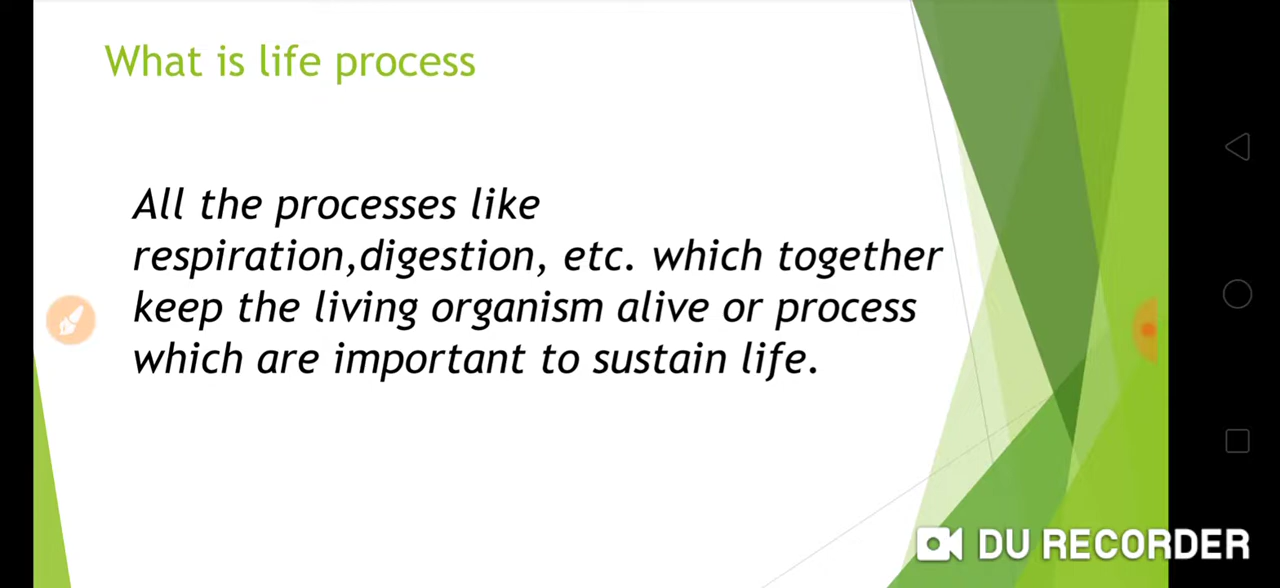 What is life process
All the processes like
respiration,digestion, etc. which together
keep the living organism alive or process
which are important to sustain life.
DU RECORDER